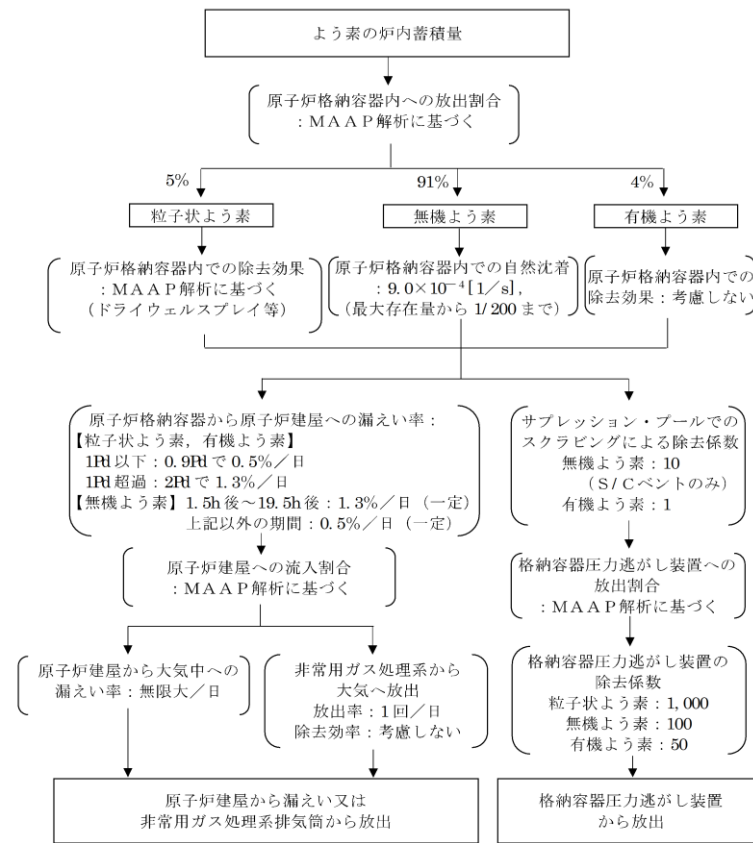 よう素の炉内蓄積量
原子炉格納容器内への放出割合
：ＭＡＡＰ解析に基づく
5%
91%
4%
粒子状よう素
無機よう素
有機よう素
原子炉格納容器内での除去効果
：ＭＡＡＰ解析に基づく
（ドライウェルスプレイ等）
原子炉格納容器内での自然沈着
：9.0×10⁻⁴[1／s]，
（最大存在量から 1/200 まで）
原子炉格納容器内での
除去効果：考慮しない
原子炉格納容器から原子炉建屋への漏えい率：
【粒子状よう素，有機よう素】
1Pd 以下：0.9Pd で 0.5%／日
1Pd 超過：2Pd で 1.3%／日
【無機よう素】1.5h 後～19.5h 後：1.3%／日（一定）
上記以外の期間：0.5%／日（一定）
サプレッション・プールでの
スクラビングによる除去係数
無機よう素：10
（Ｓ/Ｃベントのみ）
有機よう素：1
原子炉建屋への流入割合
：ＭＡＡＰ解析に基づく
格納容器圧力逃がし装置への
放出割合
：ＭＡＡＰ解析に基づく
原子炉建屋から大気中への
漏えい率：無限大／日
非常用ガス処理系から
大気へ放出
放出率：1 回／日
除去効率：考慮しない
格納容器圧力逃がし装置の
除去係数
粒子状よう素：1,000
無機よう素：100
有機よう素：50
原子炉建屋から漏えい又は
非常用ガス処理系排気筒から放出
格納容器圧力逃がし装置
から放出